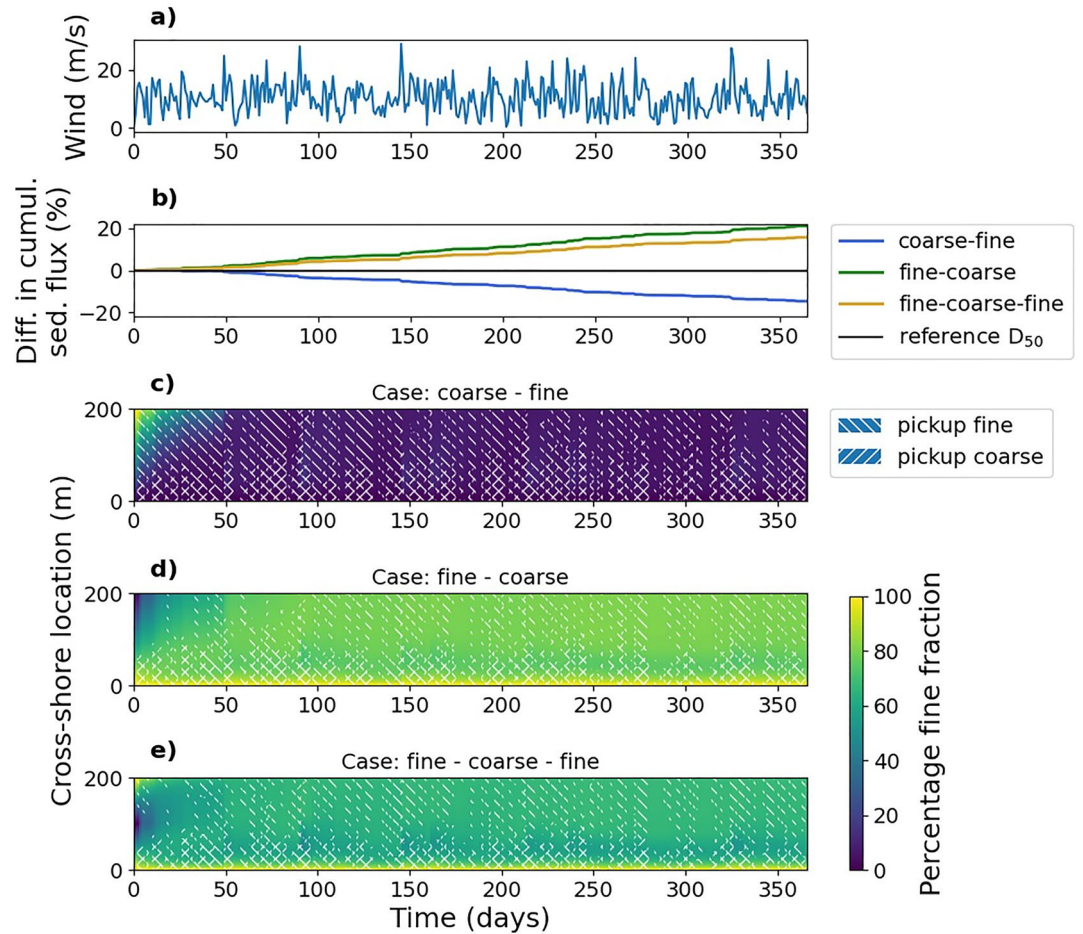 a)
Wind (m/s)
20
0
0 50 100 150 200 250 300 350
b)
Diff. in cumul.
sed. flux (%)
20
0
−20
0 50 100 150 200 250 300 350
coarse-fine
fine-coarse
fine-coarse-fine
reference D₅₀
c)
Case: coarse - fine
200
0
0 50 100 150 200 250 300 350
pickup fine
pickup coarse
Cross-shore location (m)
d)
Case: fine - coarse
200
0
0 50 100 150 200 250 300 350
e)
Case: fine - coarse - fine
200
0
0 50 100 150 200 250 300 350
Time (days)
100
80
60
40
20
0
Percentage fine fraction